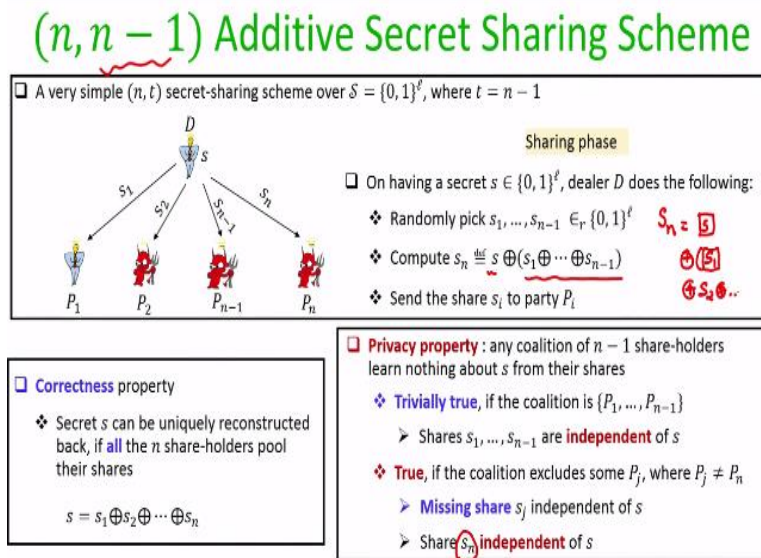 (n, n − 1) Additive Secret Sharing Scheme
❑ A very simple (n, t) secret-sharing scheme over 𝒮 = {0, 1}^ℓ, where t = n − 1
D
s
s₁ s₂ sₙ₋₁ sₙ
P₁ P₂ Pₙ₋₁ Pₙ
Sharing phase
❑ On having a secret s ∈ {0, 1}^ℓ, dealer D does the following:
❖ Randomly pick s₁, …, sₙ₋₁ ∈ᵣ {0, 1}^ℓ
❖ Compute sₙ ≝ s ⊕(s₁⊕ ⋯ ⊕sₙ₋₁)
❖ Send the share sᵢ to party Pᵢ
Sₙ = s
⊕ S₁
⊕ S₂ ⊕..
❑ Correctness property
❖ Secret s can be uniquely reconstructed
back, if all the n share-holders pool
their shares
s = s₁⊕s₂⊕ ⋯ ⊕sₙ
❑ Privacy property : any coalition of n − 1 share-holders
learn nothing about s from their shares
❖ Trivially true, if the coalition is {P₁, …, Pₙ₋₁}
➢ Shares s₁, …, sₙ₋₁ are independent of s
❖ True, if the coalition excludes some Pⱼ, where Pⱼ ≠ Pₙ
➢ Missing share sⱼ independent of s
➢ Share sₙ independent of s